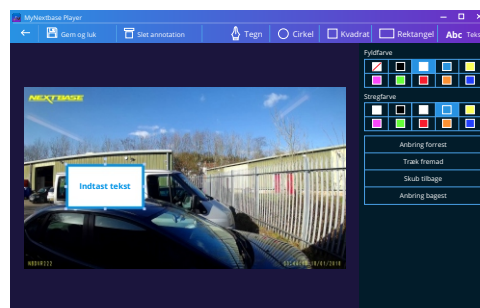 MyNextbase Player
Gem og luk
Slet annotation
Tegn
Cirkel
Kvadrat
Rektangel
Abc Teks
Fyldfarve
Stregfarve
Anbring forrest
Træk fremad
Skub tilbage
Anbring bagest
NEXTBASE
Indtast tekst